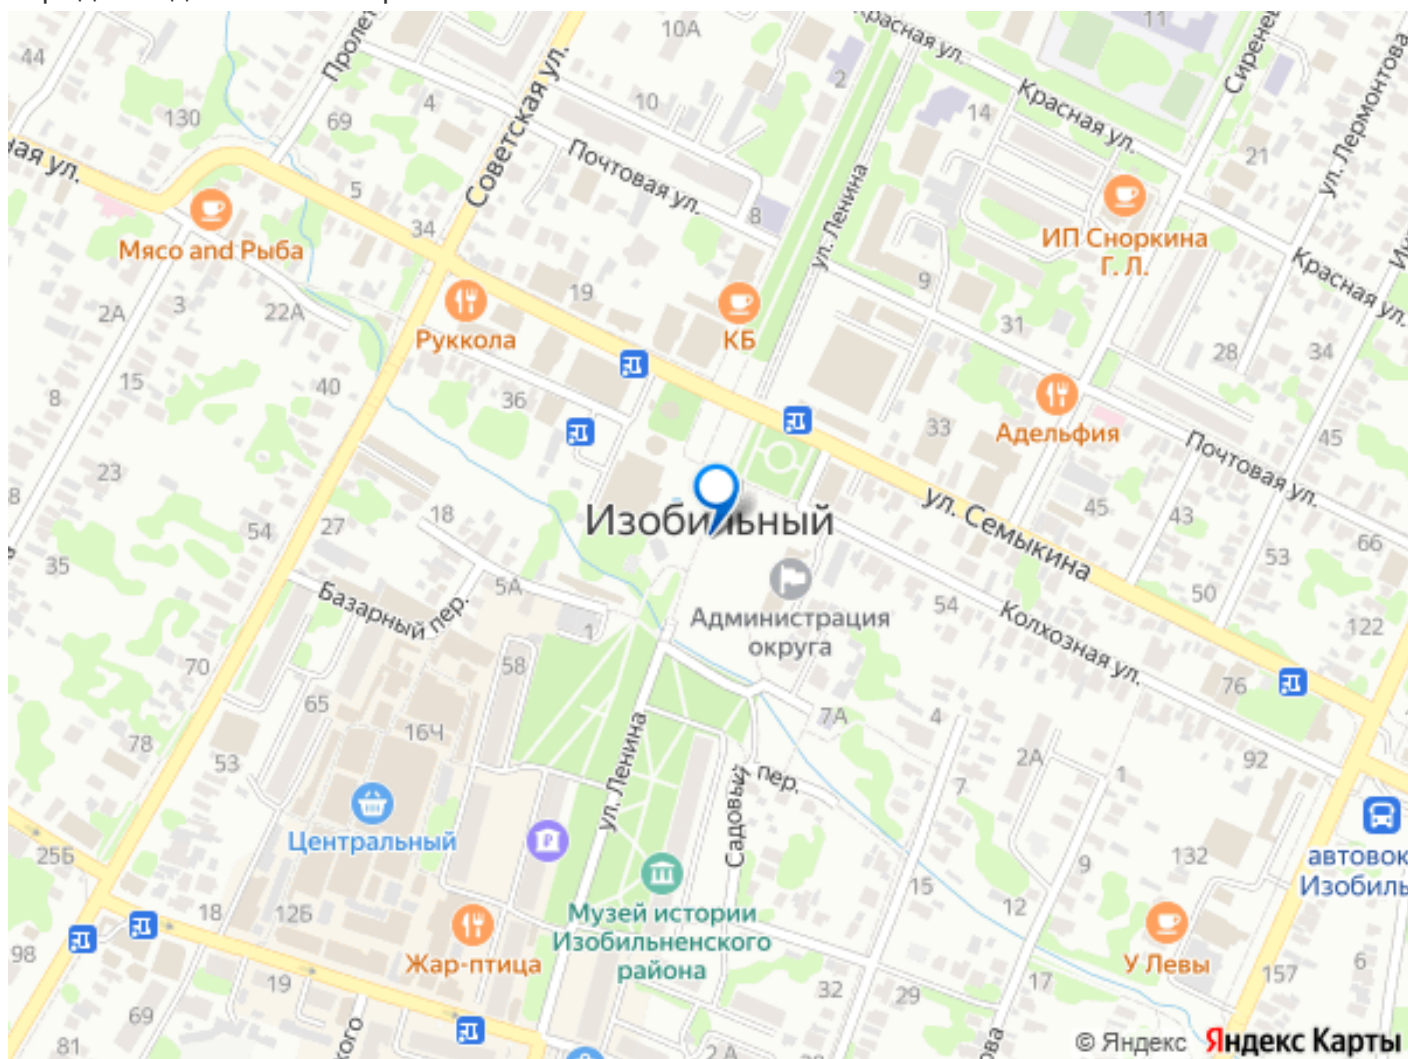 11
10А
44
Красная ул.
2
Сирене
Пролет
Советская ул.
10
14
Красная ул.
ул. Лермонтова
4
130
69
21
ная ул.
Почтовая ул.
ул. Ленина
5
8
34
Мясо and Рыба
ИП Сноркина
Г. Л.
Красная ул.
9
19
2А
3
22А
Руккола
КБ
31
28
34
15
40
8
36
33
Адельфия
45
Почтовая ул.
23
18
54
27
Изобильный
ул. Семыкина
45
43
66
35
53
Базарный пер.
5А
50
54
Администрация
округа
Колхозная ул.
122
1
70
58
76
65
7А
4
16Ч
ул. Ленина
78
53
2А
1
92
Садовый пер.
7
Центральный
25Б
автовок
Изобиль
132
9
15
12
18
12Б
Музей истории
Изобильненского
района
98
Жар-птица
У Левы
6
157
19
17
32
29
69
81
2А
© Яндекс Яндекс Карты